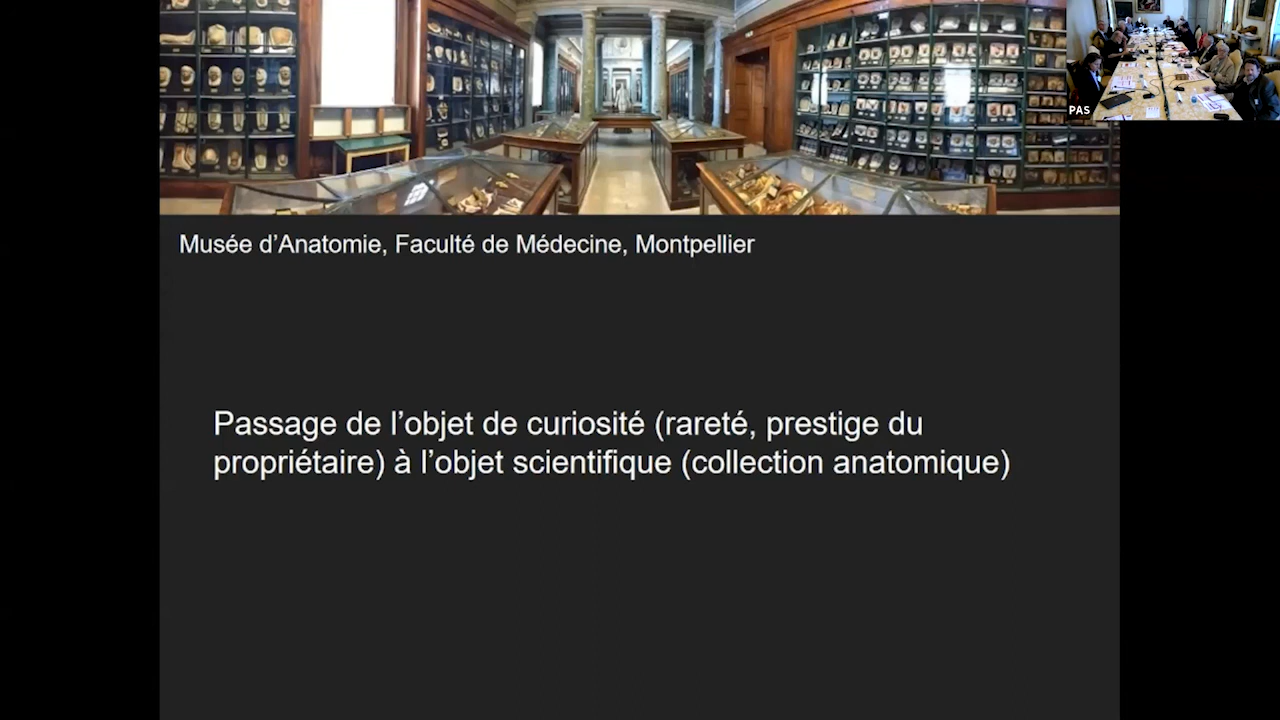 PAS
Musée d’Anatomie, Faculté de Médecine, Montpellier
Passage de l’objet de curiosité (rareté, prestige du
propriétaire) à l’objet scientifique (collection anatomique)